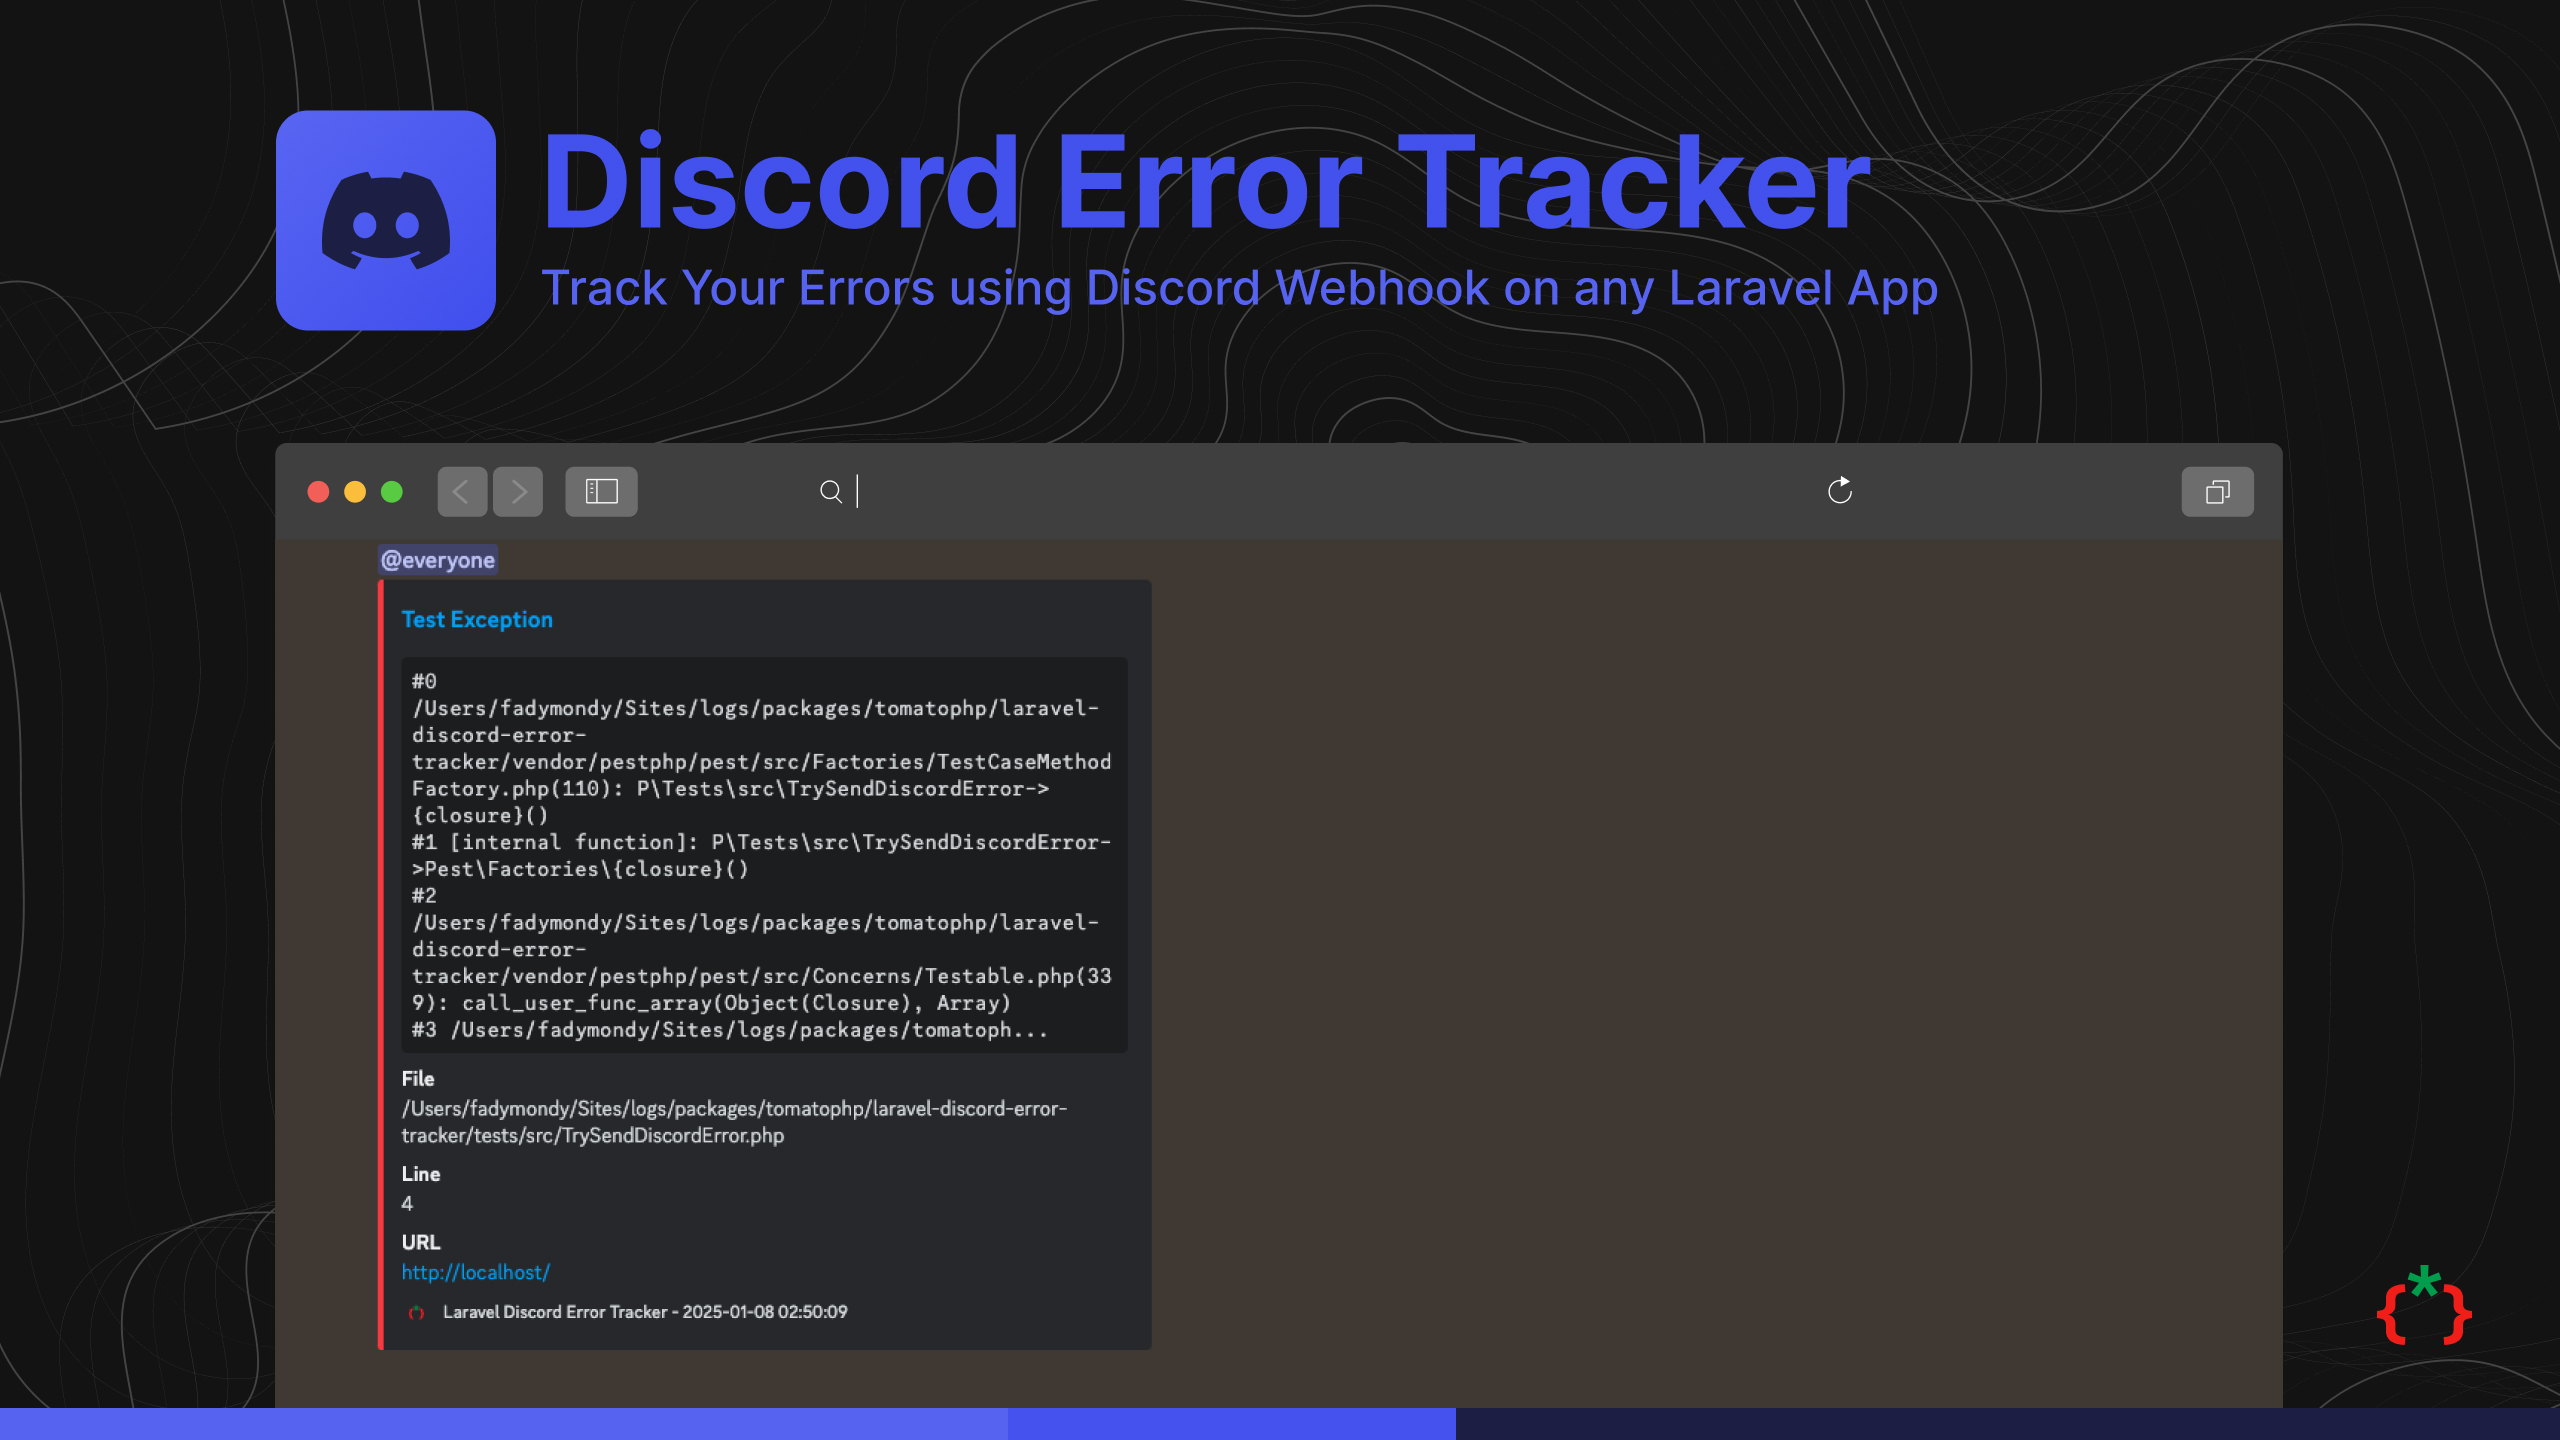 Discord Error Tracker
Track Your Errors using Discord Webhook on any Laravel App
@everyone
Test Exception
#0
/Users/fadymondy/Sites/logs/packages/tomatophp/laravel-
discord-error-
tracker/vendor/pestphp/pest/src/Factories/TestCaseMethod
Factory.php(110): P\Tests\src\TrySendDiscordError->
{closure}()
#1 [internal function]: P\Tests\src\TrySendDiscordError-
>Pest\Factories\{closure}()
#2
/Users/fadymondy/Sites/logs/packages/tomatophp/laravel-
discord-error-
tracker/vendor/pestphp/pest/src/Concerns/Testable.php(33
9): call_user_func_array(Object(Closure), Array)
#3 /Users/fadymondy/Sites/logs/packages/tomatoph...
File
/Users/fadymondy/Sites/logs/packages/tomatophp/laravel-discord-error-
tracker/tests/src/TrySendDiscordError.php
Line
4
URL
http://localhost/
Laravel Discord Error Tracker - 2025-01-08 02:50:09
{*}